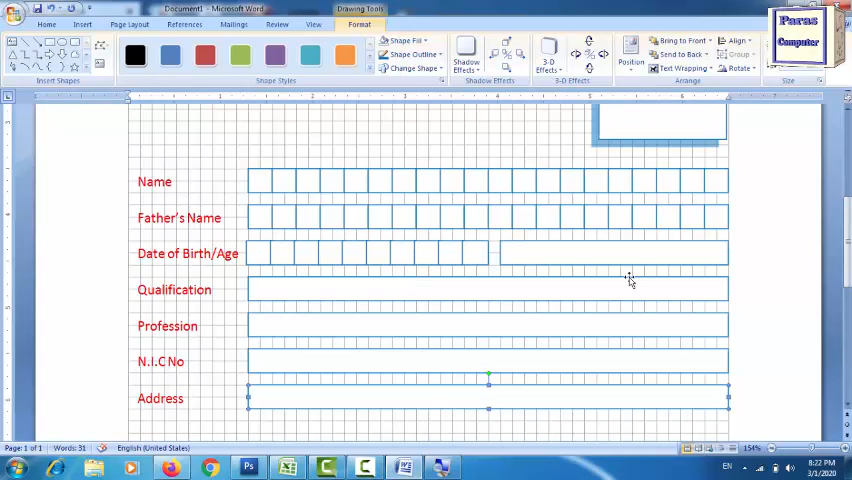 Document1 - Microsoft Word
Drawing Tools
Home
Insert
Page Layout
References
Mailings
Review
View
Format
Paras
Computer
Shape Fill
Shape Outline
Change Shape
Shadow
Effects
3-D
Effects
Position
Bring to Front
Send to Back
Text Wrapping
Align
Group
Rotate
Insert Shapes
Shape Styles
Shadow Effects
3-D Effects
Arrange
Size
Name
Father's Name
Date of Birth/Age
Qualification
Profession
N.I.C No
Address
Page: 1 of 1
Words: 31
English (United States)
154%
Ps
EN
8:22 PM
3/1/2020